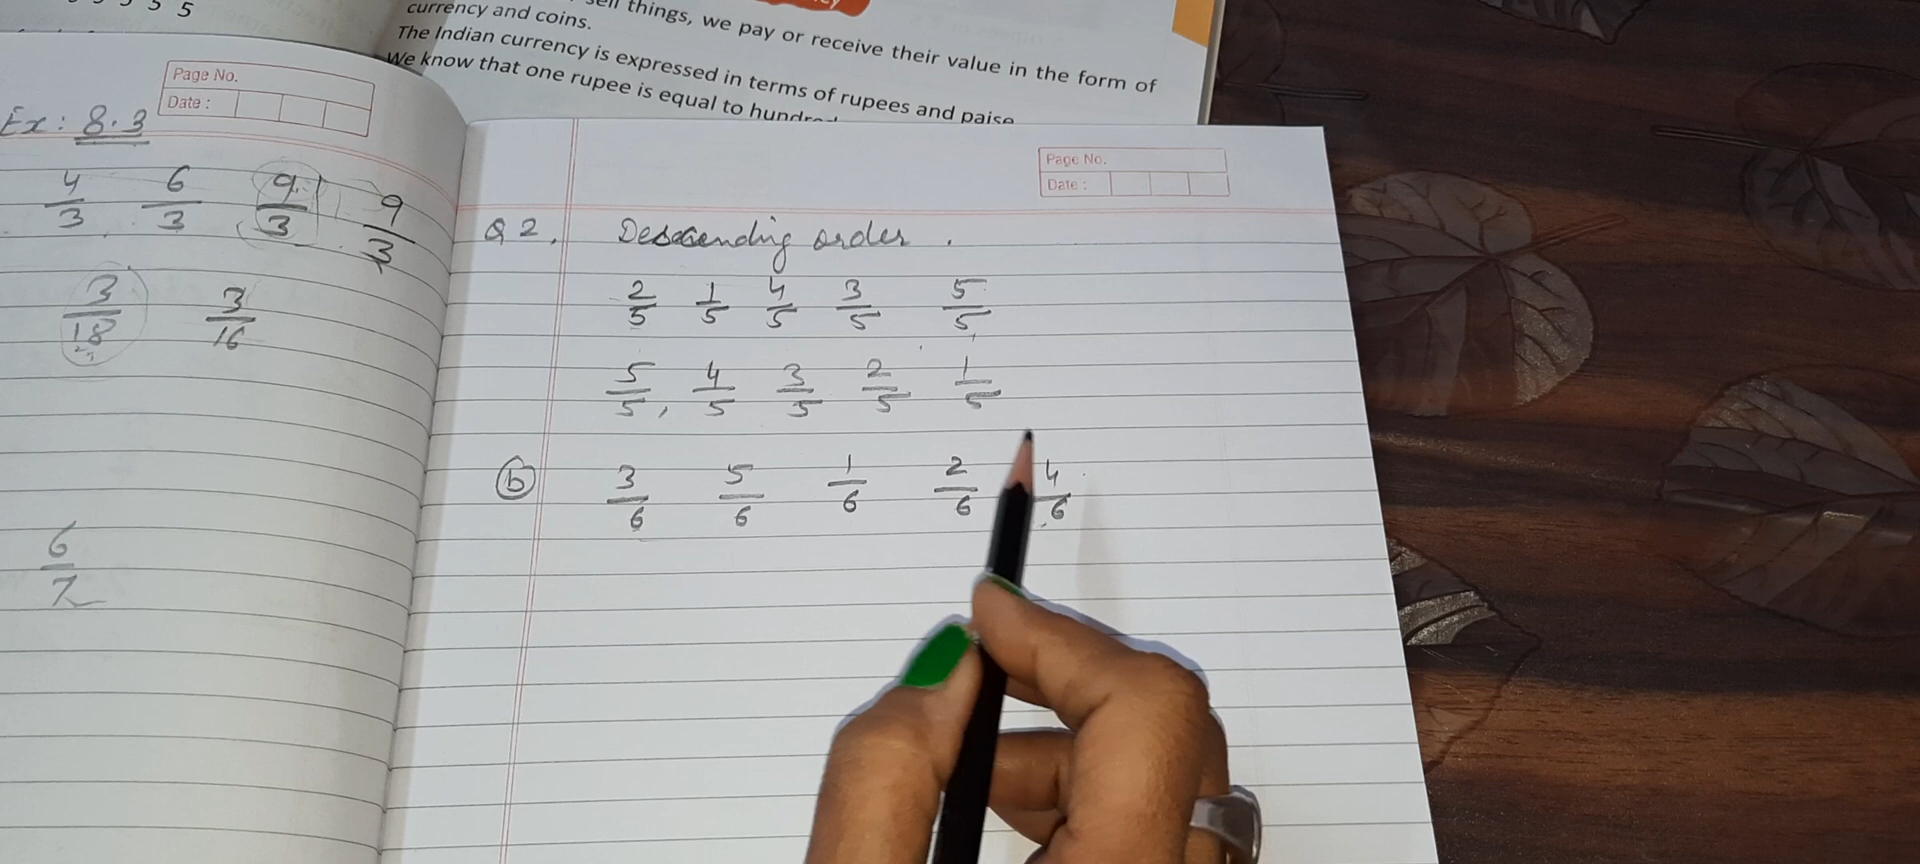 5 5
sell things, we pay or receive their value in the form of
currency and coins.
The Indian currency is expressed in terms of rupees and paise
We know that one rupee is equal to
Page No.
Date :
Ex: 8.3
4/3 6/3 9/3 9/3
3/18 3/16
6/7
Page No.
Date :
Q 2. Descending order.
2/5 1/5 4/5 3/5 5/5
5/5, 4/5 3/5 2/5 1/5
(b) 3/6 5/6 1/6 2/6 4/6